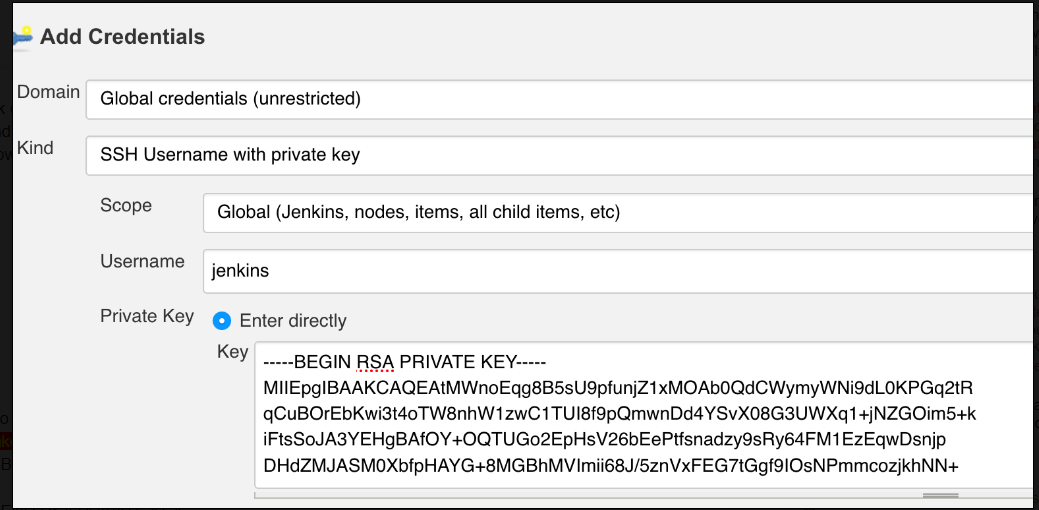 Add Credentials
Domain
Global credentials (unrestricted)
Kind
SSH Username with private key
Scope
Global (Jenkins, nodes, items, all child items, etc)
Username
jenkins
Private Key
Enter directly
Key
-----BEGIN RSA PRIVATE KEY-----
MIIEpgIBAAKCAQEAtMWnoEqg8B5sU9pfunjZ1xMOAb0QdCWymyWNi9dL0KPGq2tR
qCuBOrEbKwi3t4oTW8nhW1zwC1TUI8f9pQmwnDd4YSvX08G3UWXq1+jNZGOim5+k
iFtsSoJA3YEHgBAfOY+OQTUGo2EpHsV26bEePtfsnadzy9sRy64FM1EzEqwDsnjp
DHdZMJASM0XbfpHAYG+8MGBhMVImii68J/5znVxFEG7tGgf9IOsNPmmcozjkhNN+